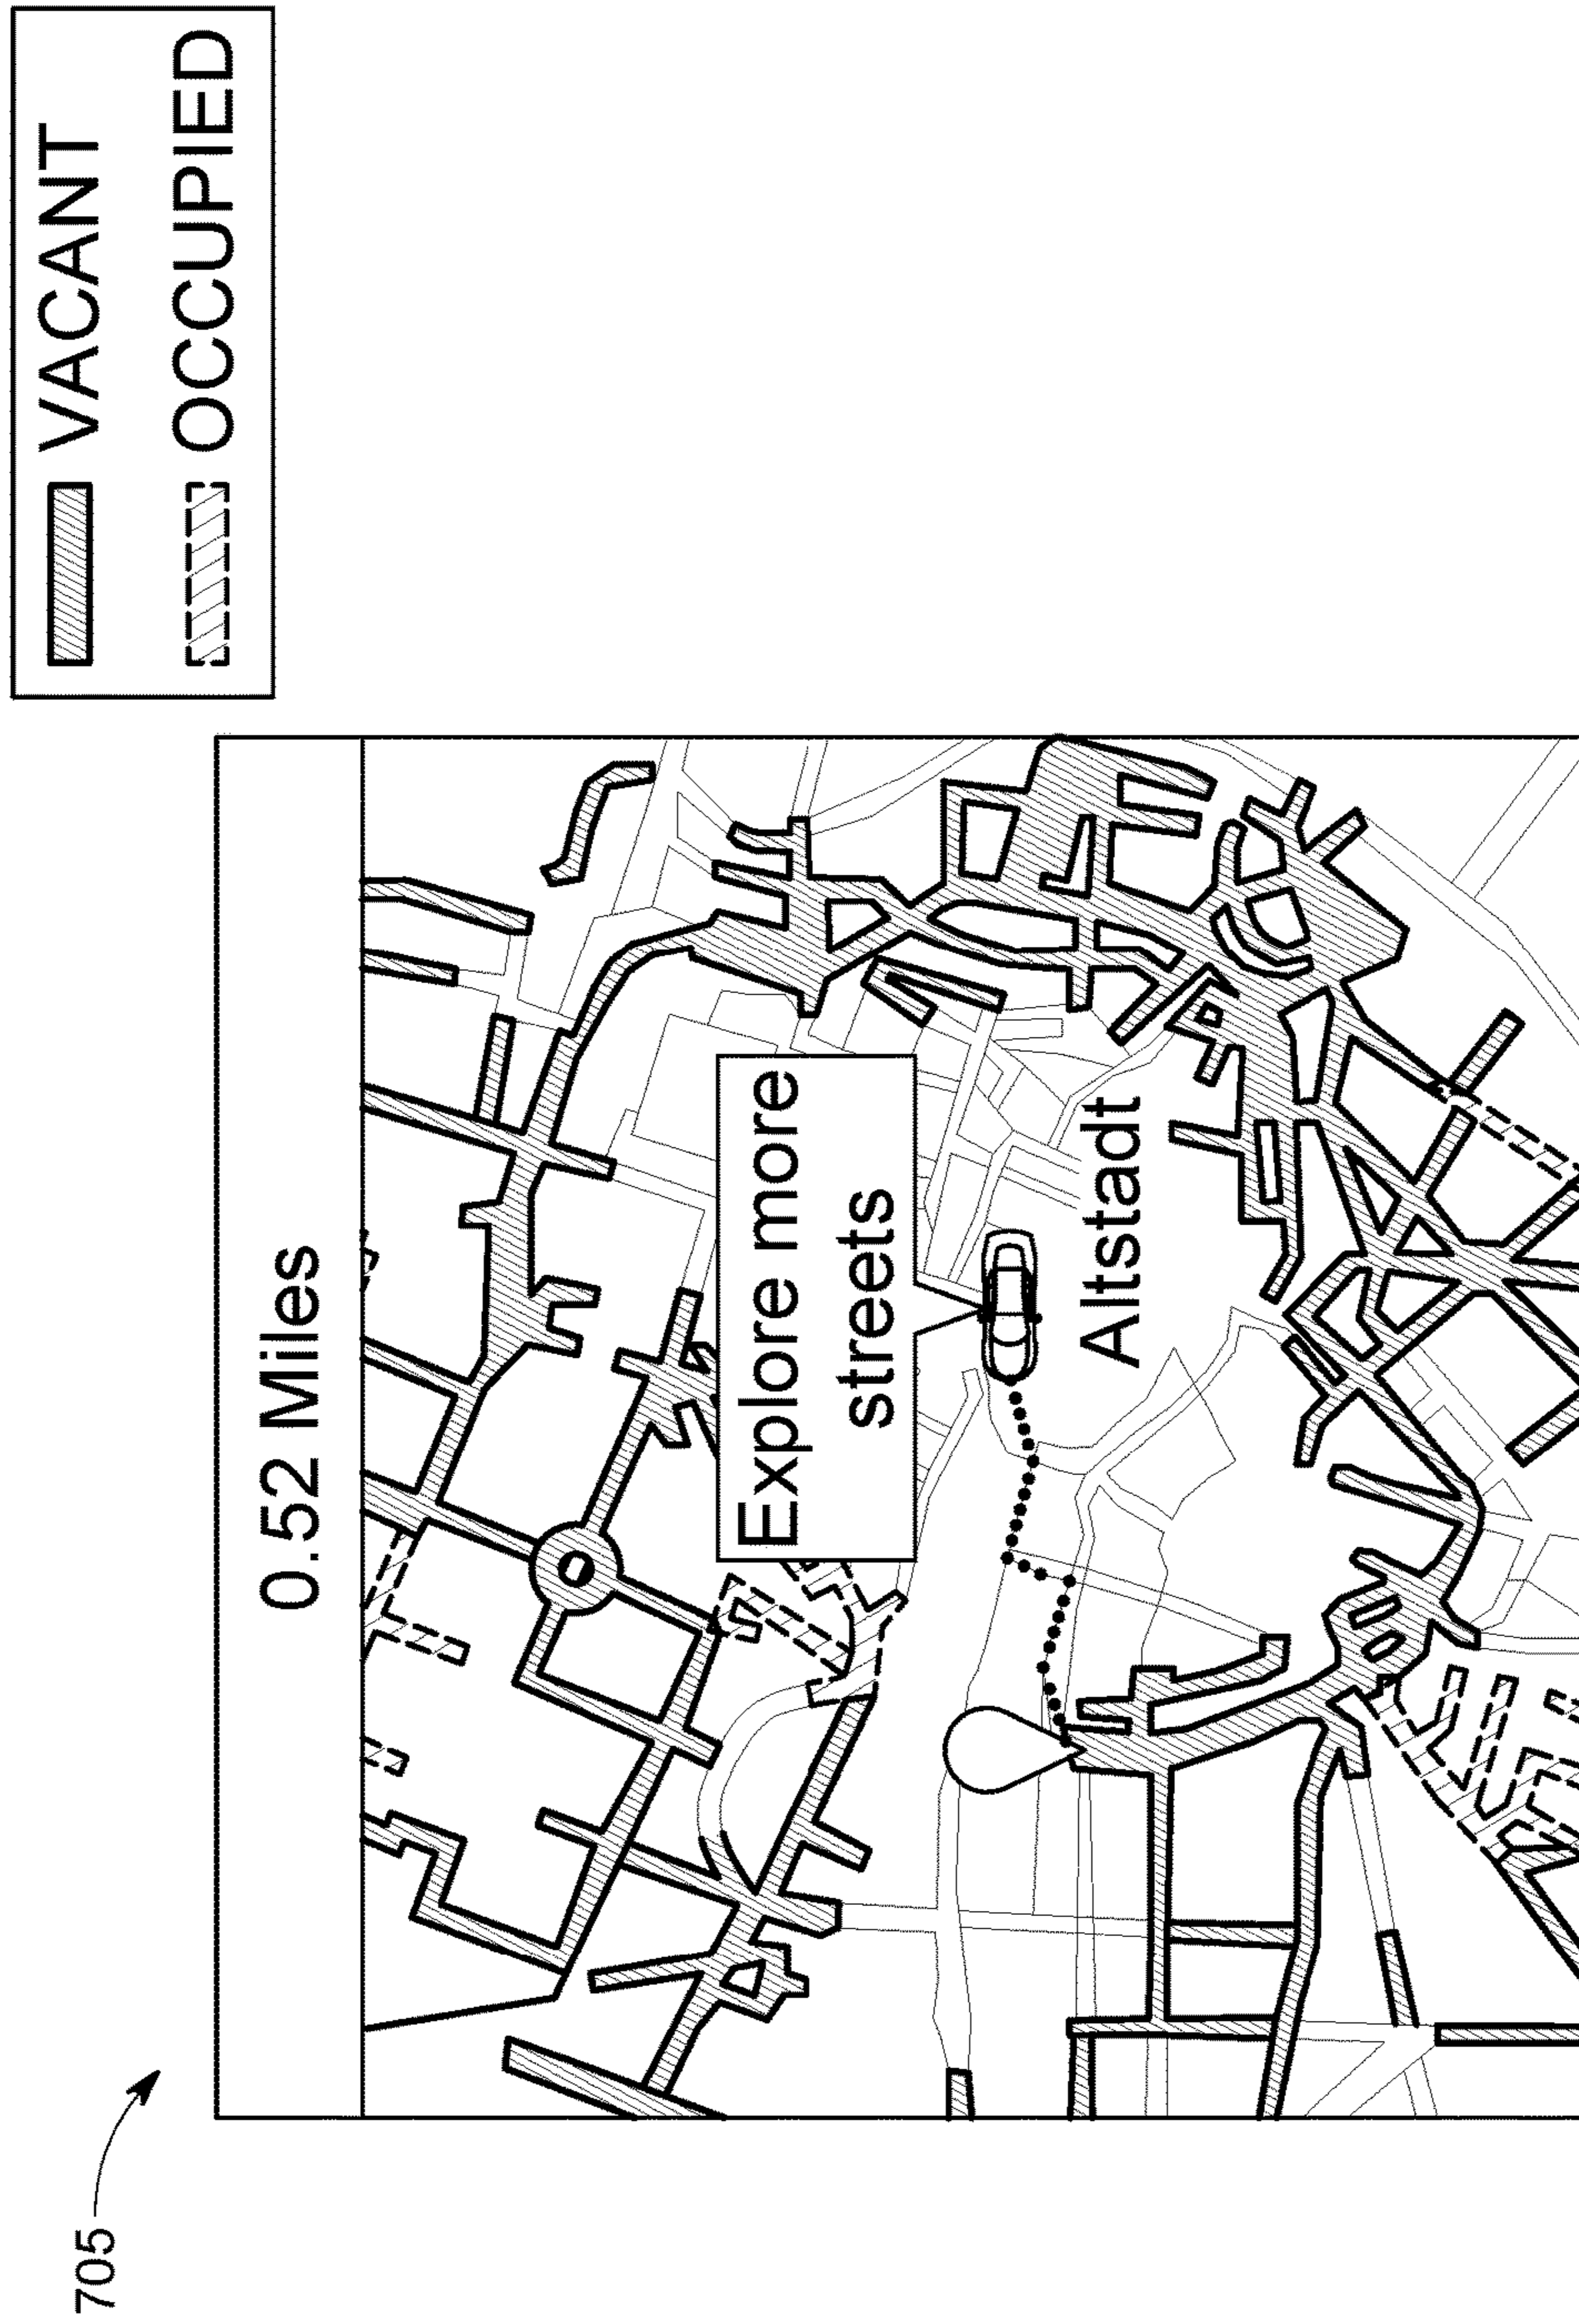 705
VACANT
OCCUPIED
0.52 Miles
Explore more
streets
Altstadt